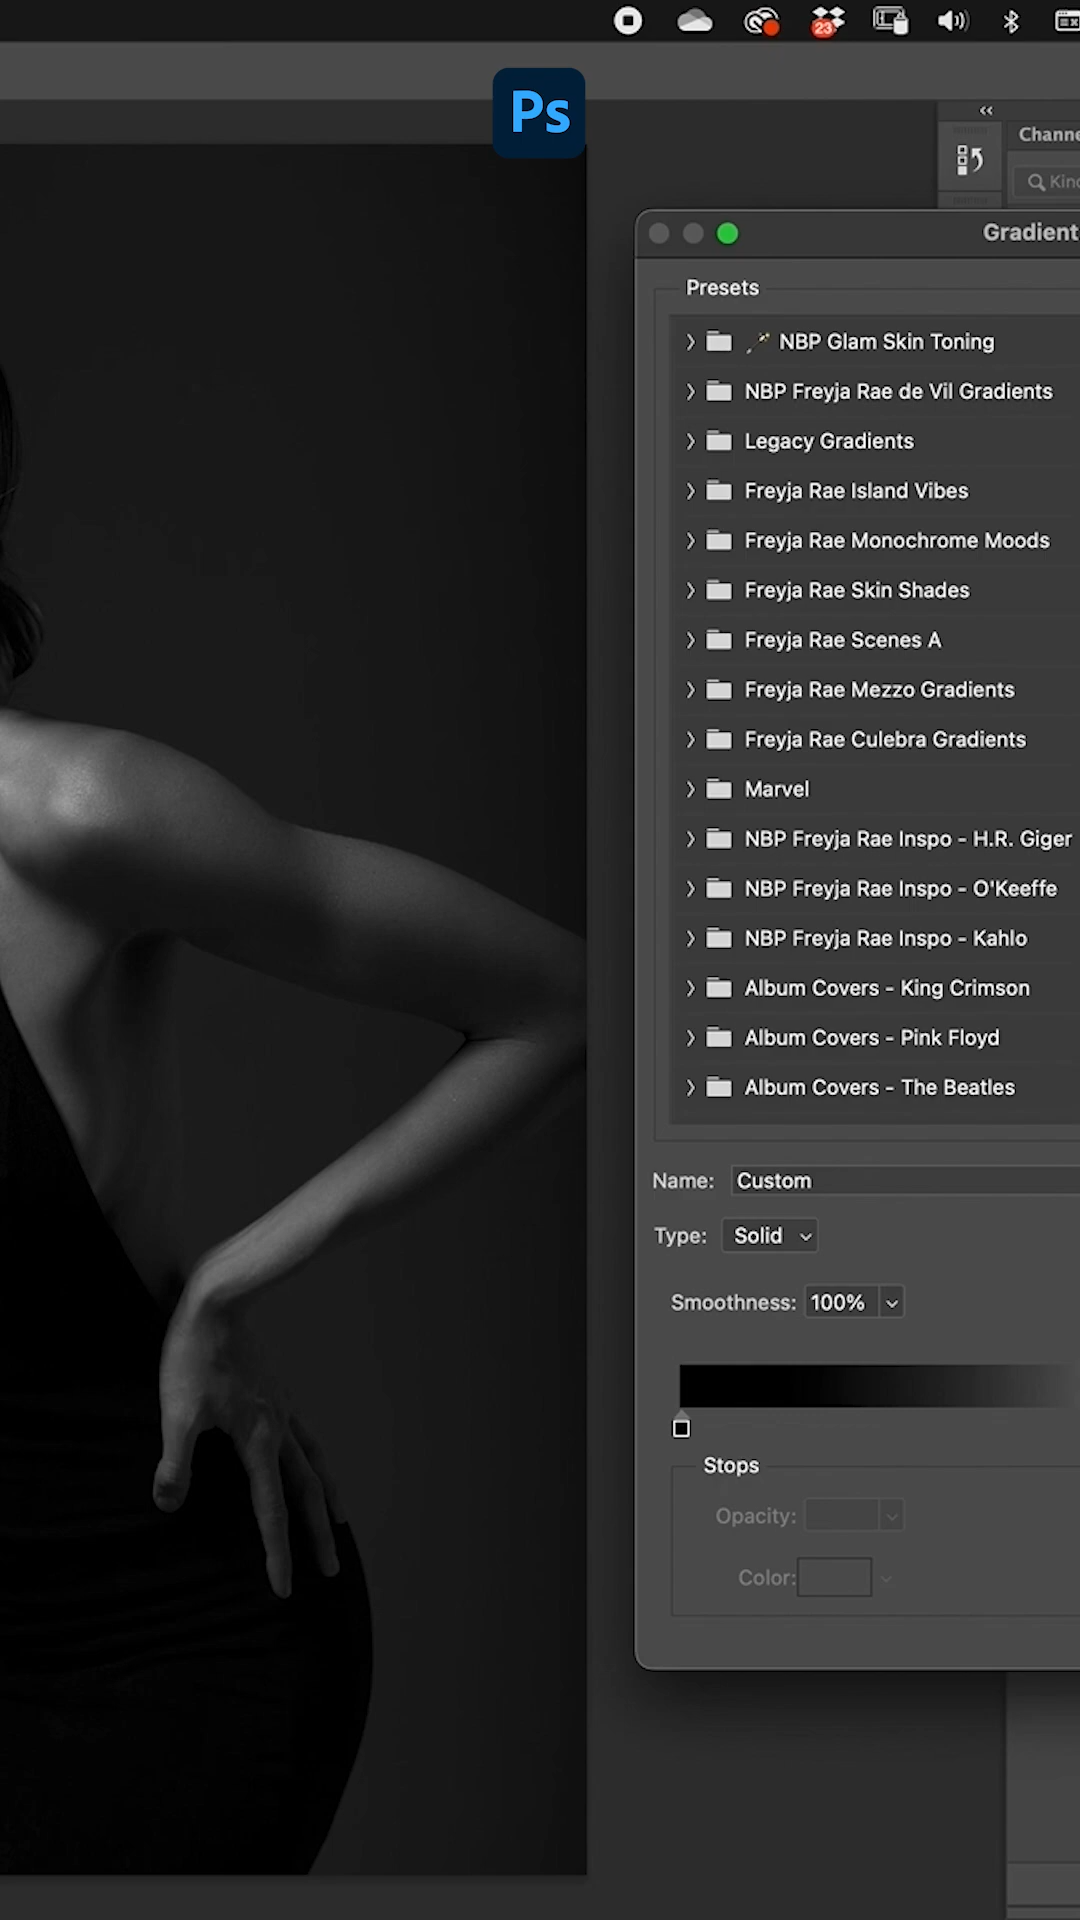 23
Ps
Channe
Kind
Gradient
Presets
NBP Glam Skin Toning
NBP Freyja Rae de Vil Gradients
Legacy Gradients
Freyja Rae Island Vibes
Freyja Rae Monochrome Moods
Freyja Rae Skin Shades
Freyja Rae Scenes A
Freyja Rae Mezzo Gradients
Freyja Rae Culebra Gradients
Marvel
NBP Freyja Rae Inspo - H.R. Giger
NBP Freyja Rae Inspo - O'Keeffe
NBP Freyja Rae Inspo - Kahlo
Album Covers - King Crimson
Album Covers - Pink Floyd
Album Covers - The Beatles
Name: Custom
Type: Solid
Smoothness: 100%
Stops
Opacity:
Color: